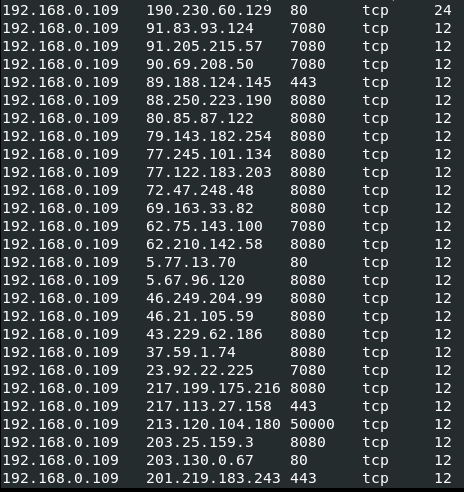 192.168.0.109 190.230.60.129 80 tcp 24
192.168.0.109 91.83.93.124 7080 tcp 12
192.168.0.109 91.205.215.57 7080 tcp 12
192.168.0.109 90.69.208.50 7080 tcp 12
192.168.0.109 89.188.124.145 443 tcp 12
192.168.0.109 88.250.223.190 8080 tcp 12
192.168.0.109 80.85.87.122 8080 tcp 12
192.168.0.109 79.143.182.254 8080 tcp 12
192.168.0.109 77.245.101.134 8080 tcp 12
192.168.0.109 77.122.183.203 8080 tcp 12
192.168.0.109 72.47.248.48 8080 tcp 12
192.168.0.109 69.163.33.82 8080 tcp 12
192.168.0.109 62.75.143.100 7080 tcp 12
192.168.0.109 62.210.142.58 8080 tcp 12
192.168.0.109 5.77.13.70 80 tcp 12
192.168.0.109 5.67.96.120 8080 tcp 12
192.168.0.109 46.249.204.99 8080 tcp 12
192.168.0.109 46.21.105.59 8080 tcp 12
192.168.0.109 43.229.62.186 8080 tcp 12
192.168.0.109 37.59.1.74 8080 tcp 12
192.168.0.109 23.92.22.225 7080 tcp 12
192.168.0.109 217.199.175.216 8080 tcp 12
192.168.0.109 217.113.27.158 443 tcp 12
192.168.0.109 213.120.104.180 50000 tcp 12
192.168.0.109 203.25.159.3 8080 tcp 12
192.168.0.109 203.130.0.67 80 tcp 12
192.168.0.109 201.219.183.243 443 tcp 12